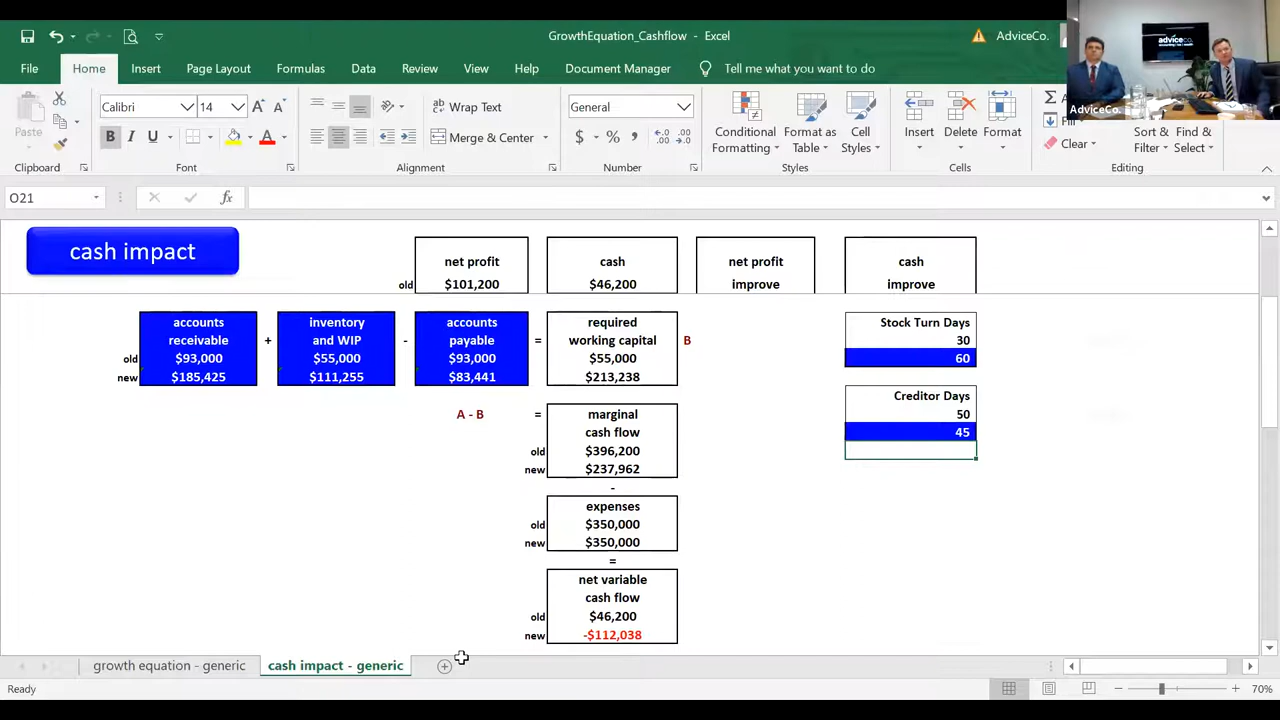 GrowthEquation_Cashflow - Excel
AdviceCo.
File Home Insert Page Layout Formulas Data Review View Help Document Manager Tell me what you want to do
adviceco.
AdviceCo.
Paste
Calibri 14
B I U
Wrap Text
Merge & Center
General
$ % ,
Conditional Formatting
Format as Table
Cell Styles
Insert
Delete
Format
Fill
Clear
Sort & Filter
Find & Select
Clipboard Font Alignment Number Styles Cells Editing
O21
fx
cash impact
net profit
old $101,200
cash
$46,200
net profit
improve
cash
improve
accounts
receivable
old $93,000
new $185,425
+
inventory
and WIP
$55,000
$111,255
-
accounts
payable
$93,000
$83,441
=
required
working capital
$55,000
$213,238
B
Stock Turn Days
30
60
Creditor Days
50
45
A - B
=
marginal
cash flow
old $396,200
new $237,962
-
expenses
old $350,000
new $350,000
=
net variable
cash flow
old $46,200
new -$112,038
growth equation - generic cash impact - generic
Ready
70%